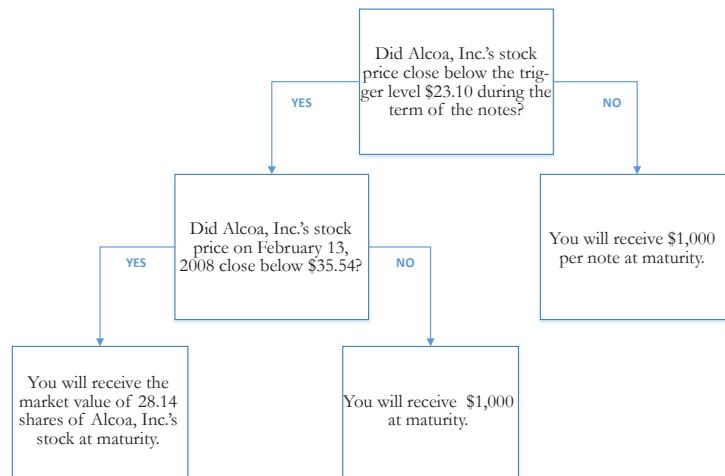 Did Alcoa, Inc.'s stock
price close below the trig-
ger level $23.10 during the
term of the notes?
YES
NO
Did Alcoa, Inc.'s stock
price on February 13,
2008 close below $35.54?
You will receive $1,000
per note at maturity.
YES
NO
You will receive the
market value of 28.14
shares of Alcoa, Inc.'s
stock at maturity.
You will receive $1,000
at maturity.